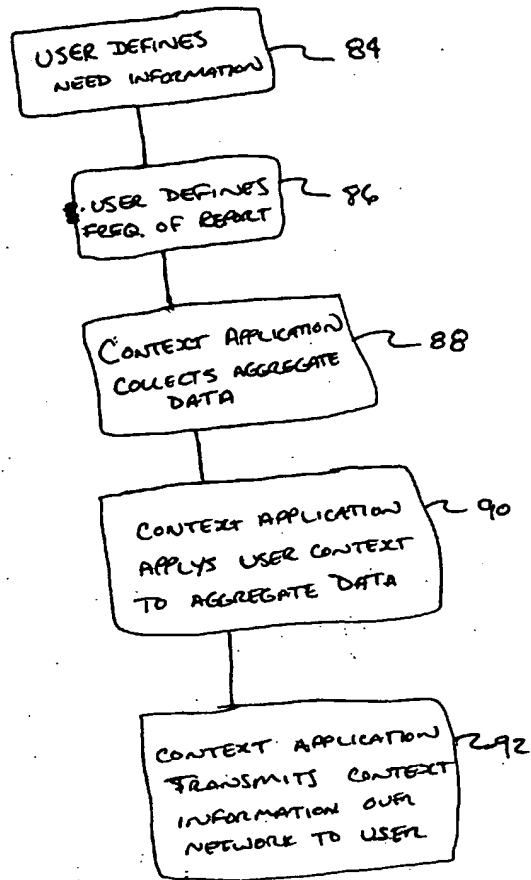 USER DEFINES
NEED INFORMATION
84
USER DEFINES
FREQ. OF REPORT
86
CONTEXT APPLICATION
COLLECTS AGGREGATE
DATA
88
CONTEXT APPLICATION
APPLYS USER CONTEXT
TO AGGREGATE DATA
90
CONTEXT APPLICATION
TRANSMITS CONTEXT
INFORMATION OVER
NETWORK TO USER
92